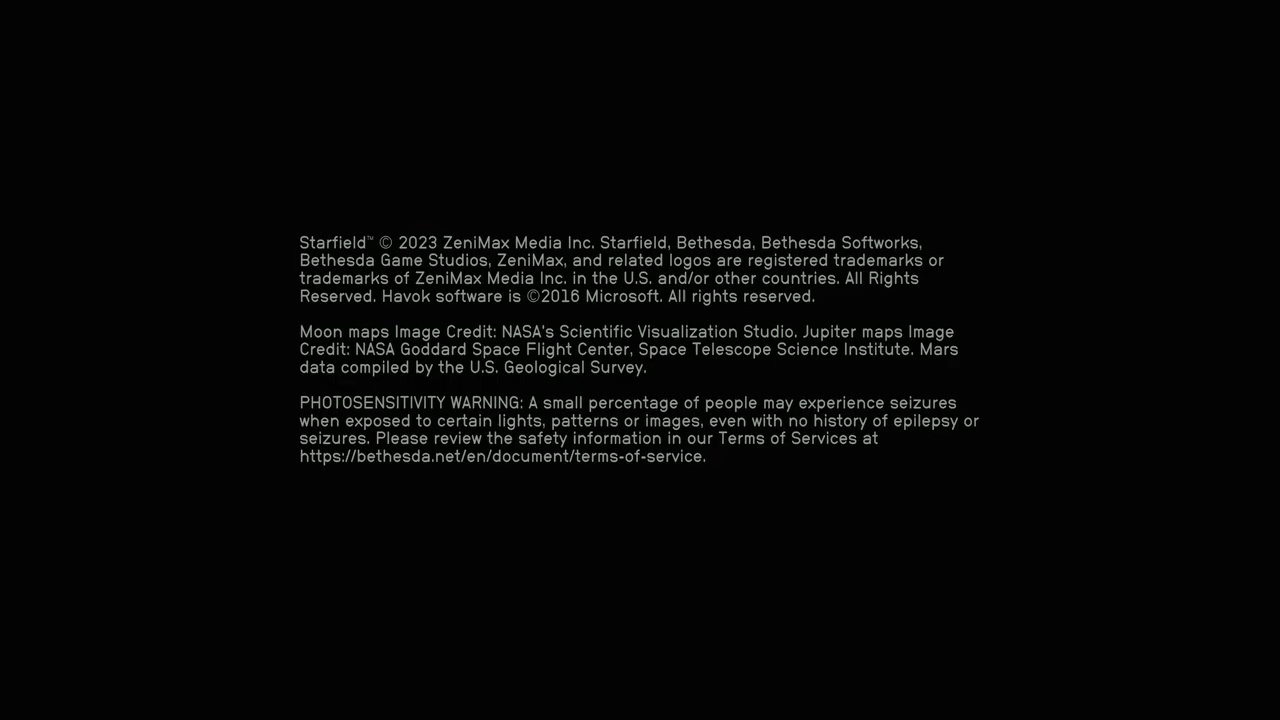 Starfield™ © 2023 ZeniMax Media Inc. Starfield, Bethesda, Bethesda Softworks,
Bethesda Game Studios, ZeniMax, and related logos are registered trademarks or
trademarks of ZeniMax Media Inc. in the U.S. and/or other countries. All Rights
Reserved. Havok software is ©2016 Microsoft. All rights reserved.
Moon maps Image Credit: NASA's Scientific Visualization Studio. Jupiter maps Image
Credit: NASA Goddard Space Flight Center, Space Telescope Science Institute. Mars
data compiled by the U.S. Geological Survey.
PHOTOSENSITIVITY WARNING: A small percentage of people may experience seizures
when exposed to certain lights, patterns or images, even with no history of epilepsy or
seizures. Please review the safety information in our Terms of Services at
https://bethesda.net/en/document/terms-of-service.